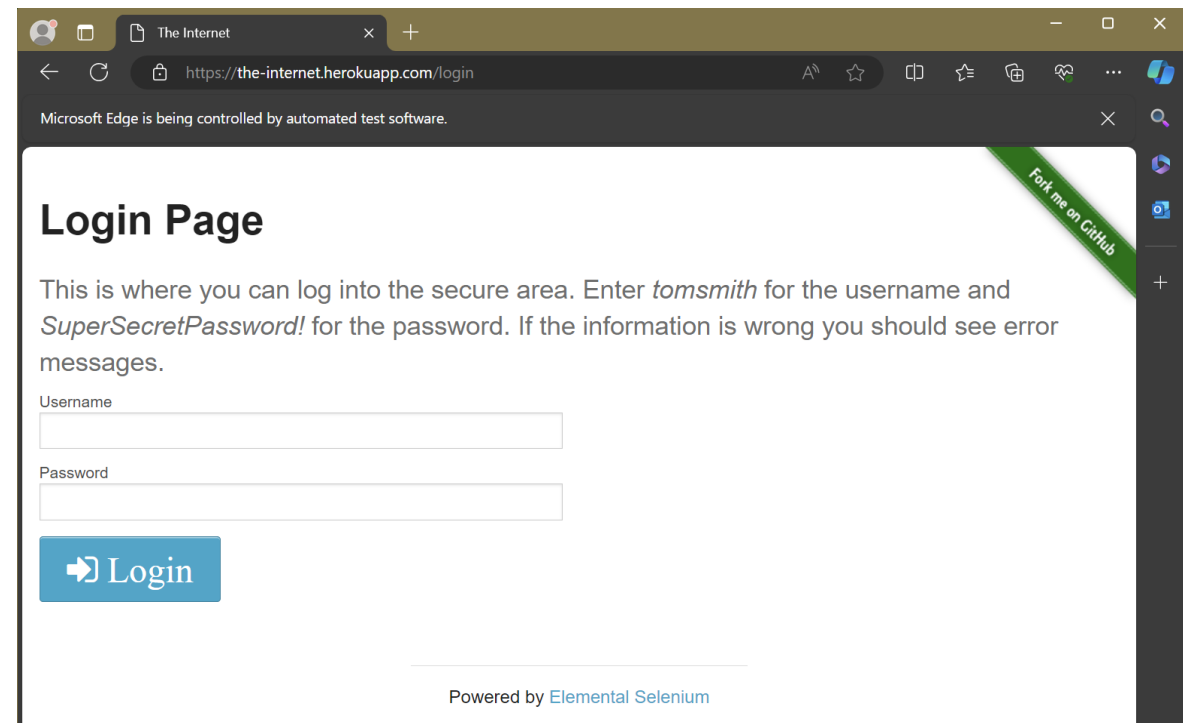 The Internet
https://the-internet.herokuapp.com/login
Microsoft Edge is being controlled by automated test software.
Fork me on GitHub
Login Page
This is where you can log into the secure area. Enter tomsmith for the username and
SuperSecretPassword! for the password. If the information is wrong you should see error
messages.
Username
Password
Login
Powered by Elemental Selenium